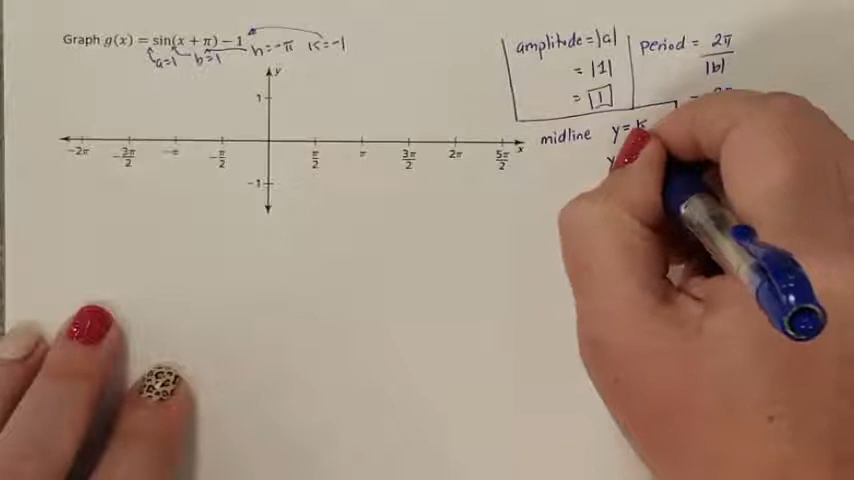 Graph g(x) = sin(x + π) − 1
a=1 b=1 h=-π K=-1
amplitude = |a|
= |1|
= 1
period = 2π
|b|
=
midline y = K
y
y
1
-2π -3π/2 -π -π/2 π/2 π 3π/2 2π 5π/2 x
-1